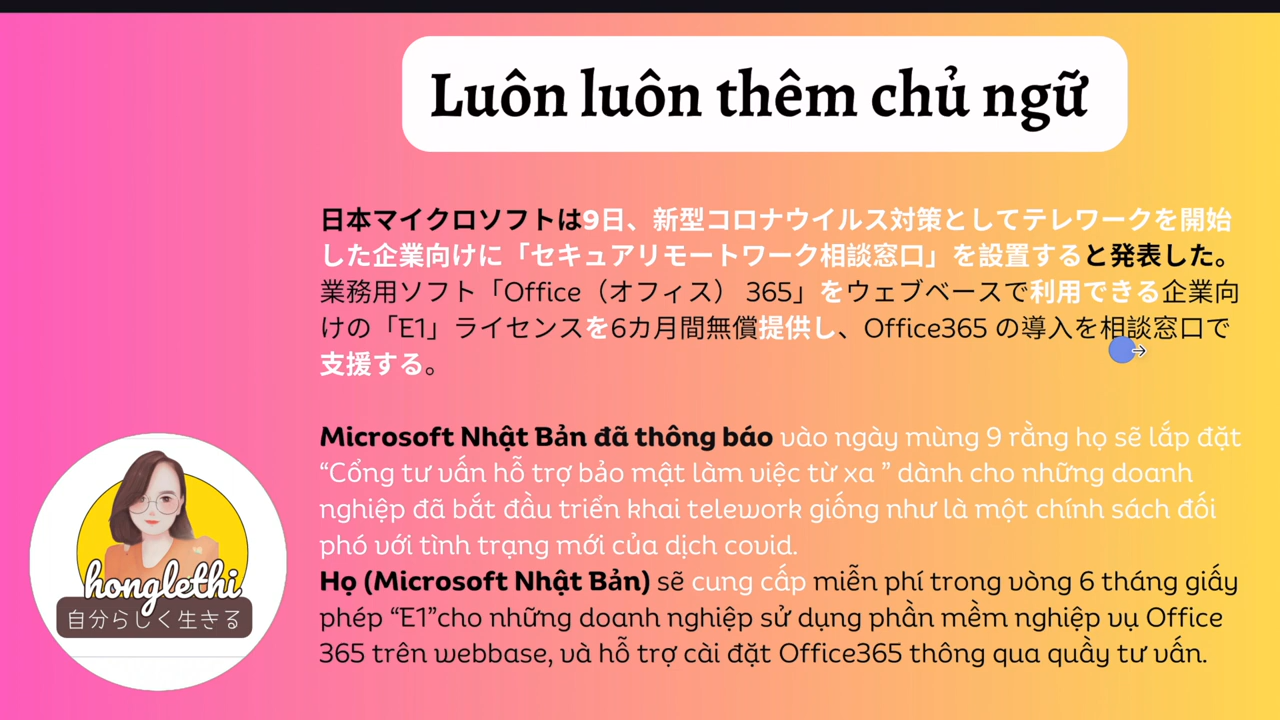 Luôn luôn thêm chủ ngữ
日本マイクロソフトは9日、新型コロナウイルス対策としてテレワークを開始
した企業向けに「セキュアリモートワーク相談窓口」を設置すると発表した。
業務用ソフト「Office（オフィス） 365」をウェブベースで利用できる企業向
けの「E1」ライセンスを6カ月間無償提供し、Office365 の導入を相談窓口で
支援する。
Microsoft Nhật Bản đã thông báo vào ngày mùng 9 rằng họ sẽ lắp đặt
“Cổng tư vấn hỗ trợ bảo mật làm việc từ xa ” dành cho những doanh
nghiệp đã bắt đầu triển khai telework giống như là một chính sách đối
phó với tình trạng mới của dịch covid.
Họ (Microsoft Nhật Bản) sẽ cung cấp miễn phí trong vòng 6 tháng giấy
phép “E1”cho những doanh nghiệp sử dụng phần mềm nghiệp vụ Office
365 trên webbase, và hỗ trợ cài đặt Office365 thông qua quầy tư vấn.
honglethi
自分らしく生きる